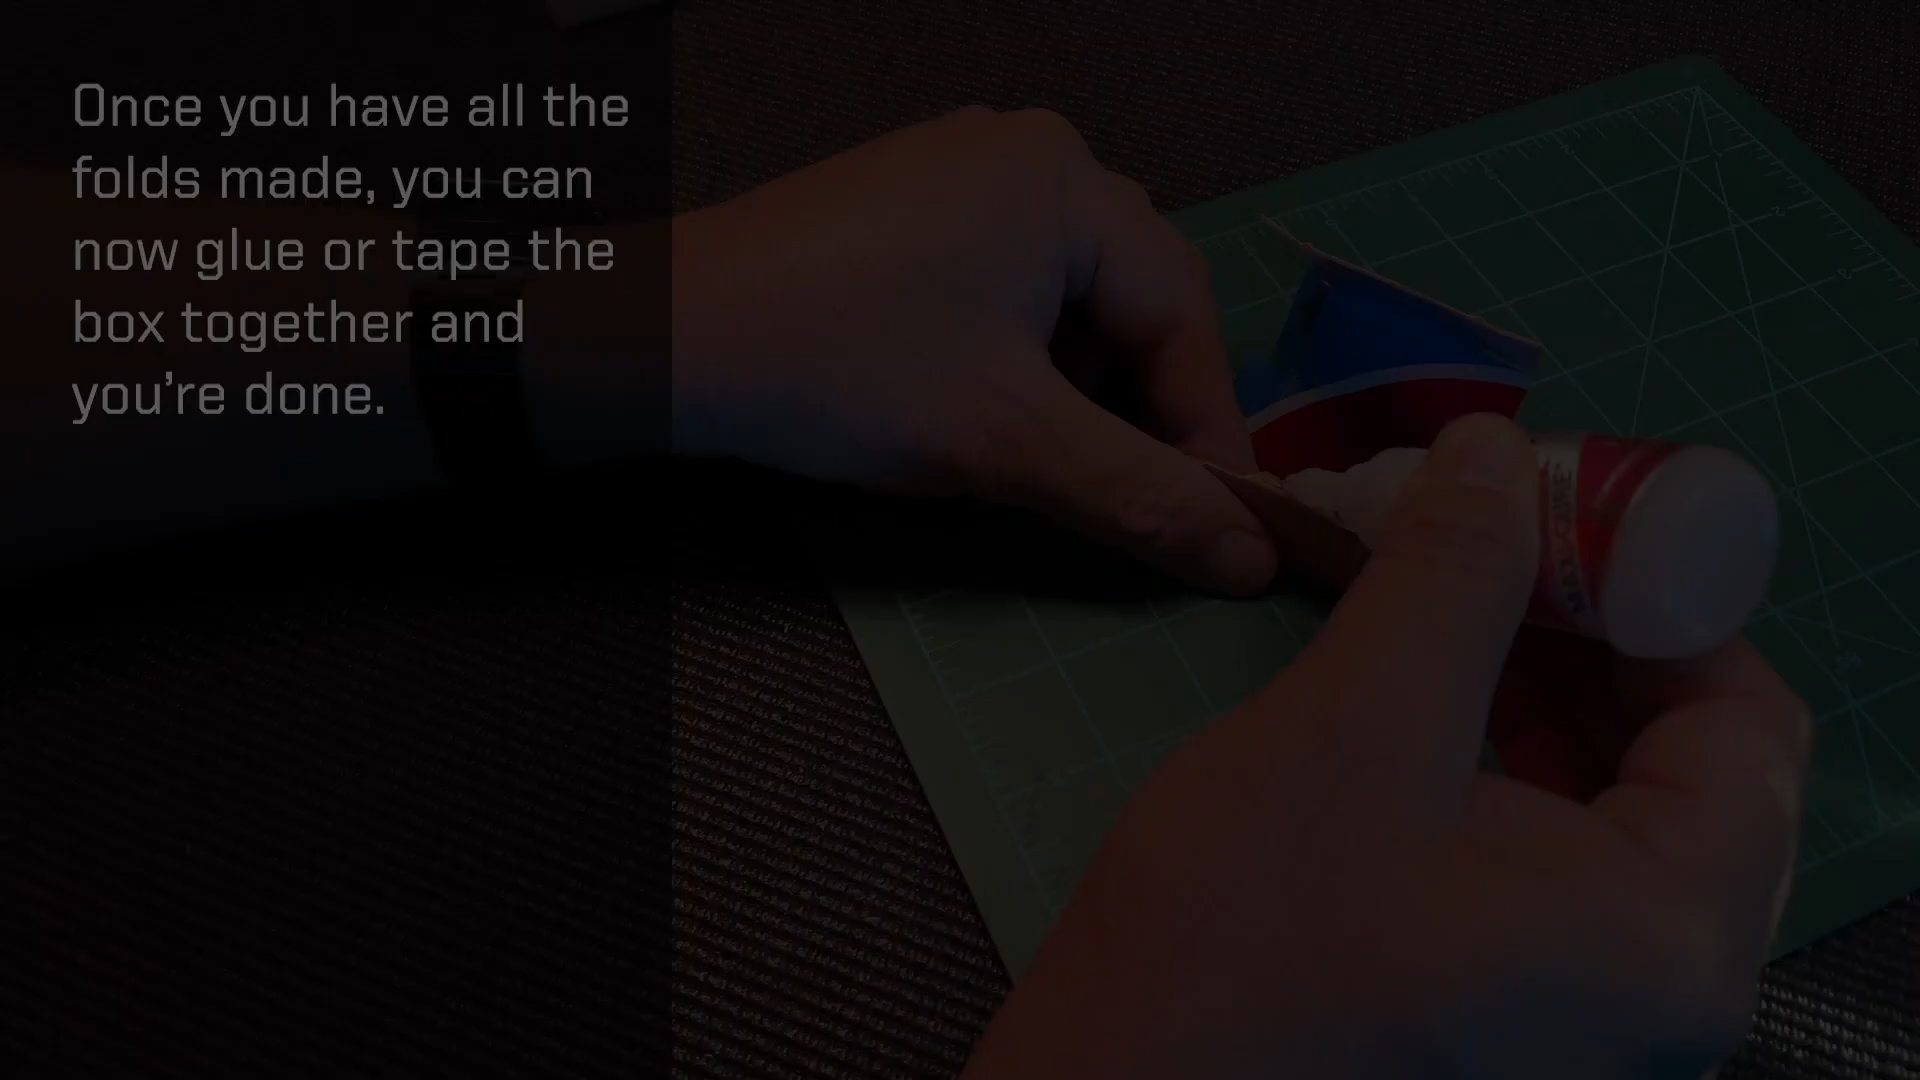 Once you have all the
folds made, you can
now glue or tape the
box together and
you're done.